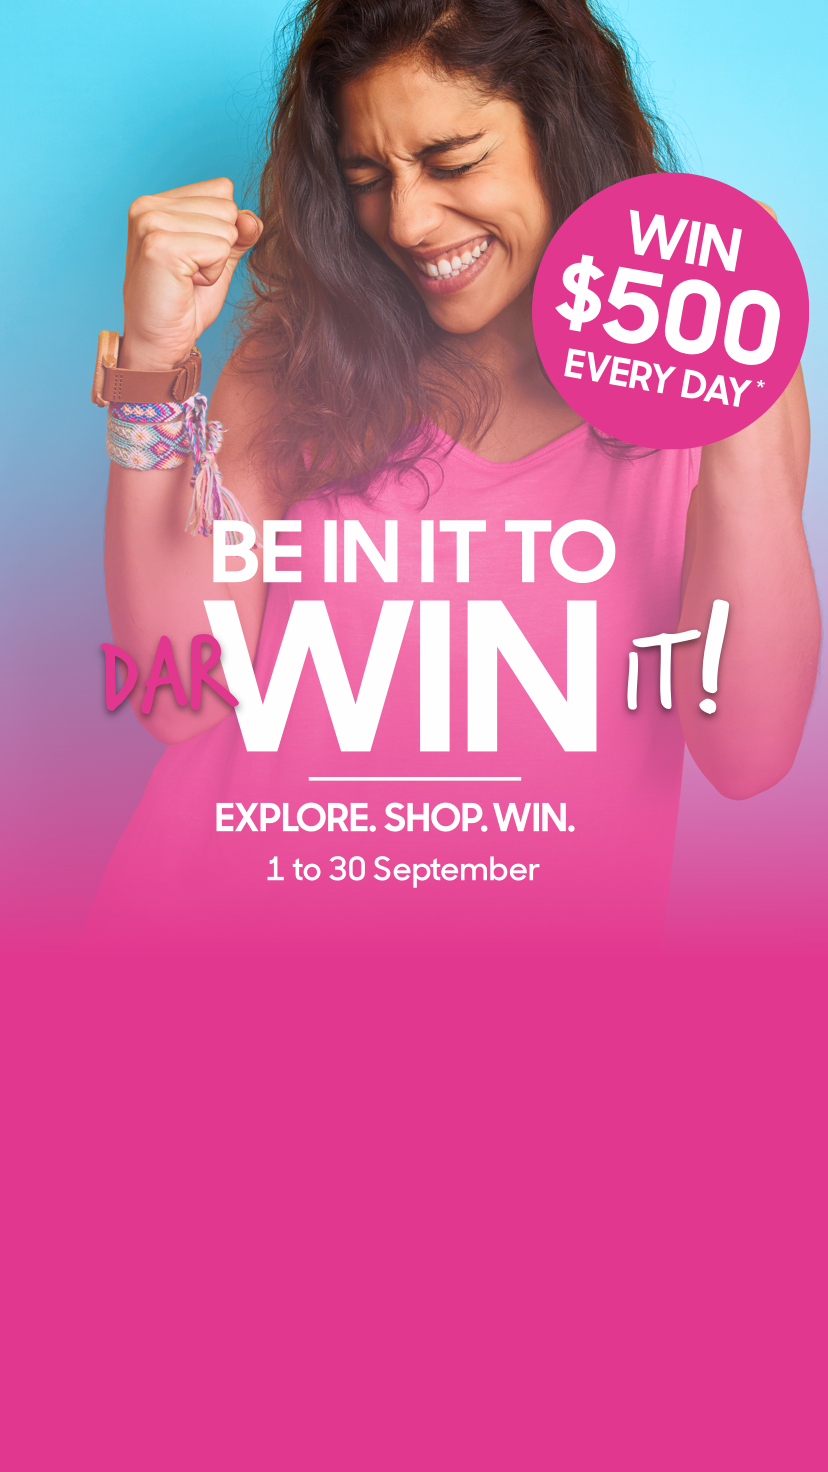 WIN
$500
EVERY DAY*
BE IN IT TO
DARWIN IT!
EXPLORE. SHOP. WIN.
1 to 30 September